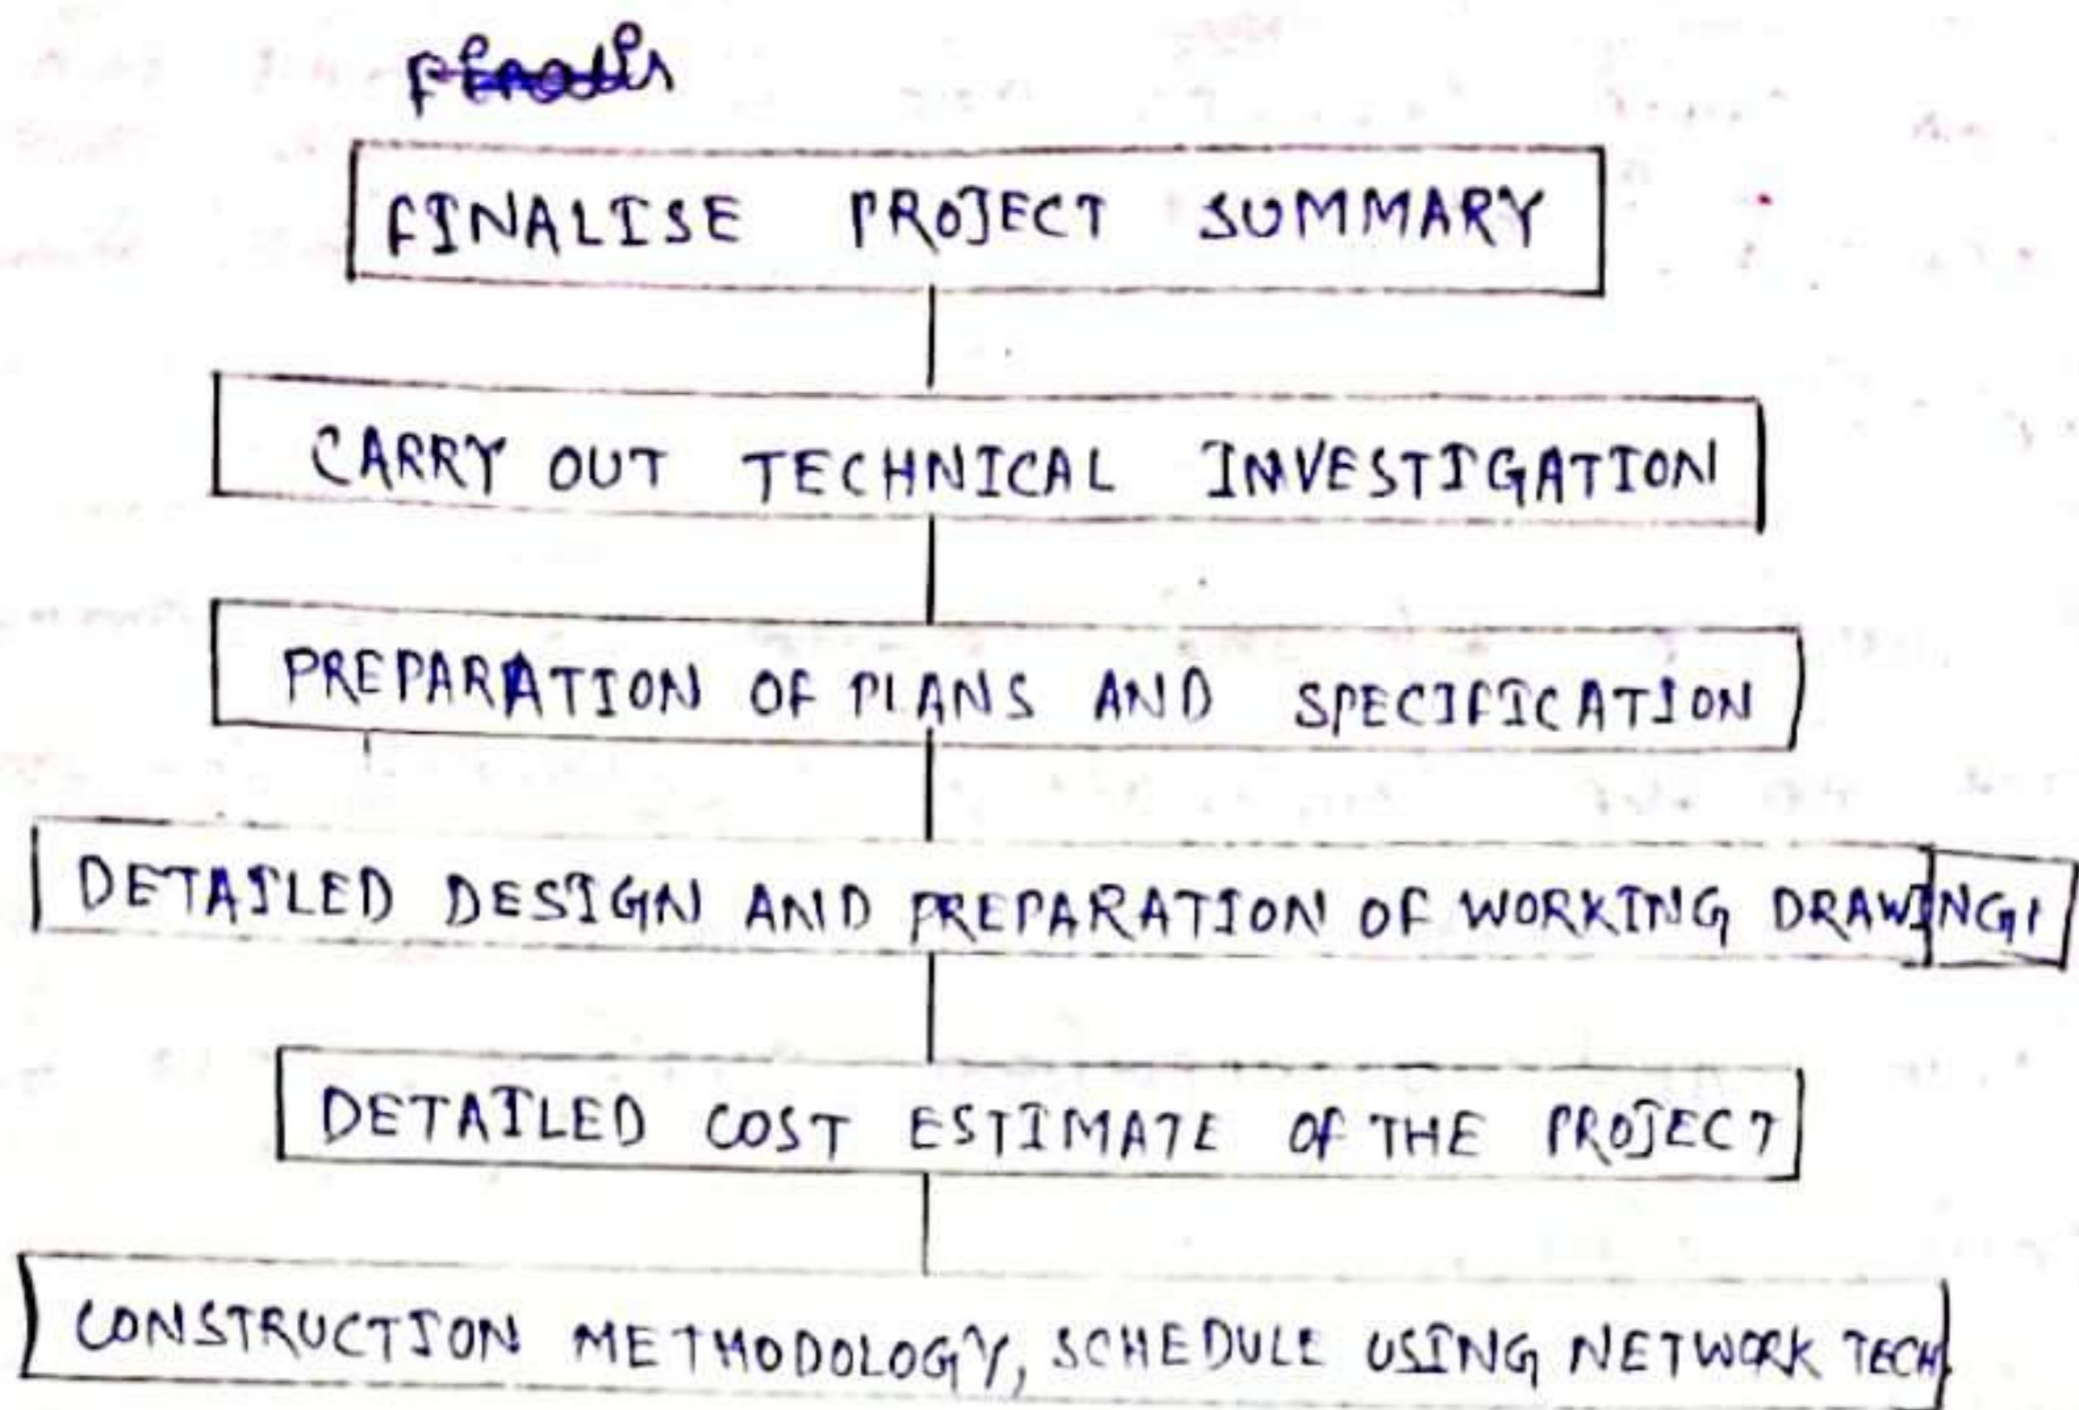 FINALISE PROJECT SUMMARY
CARRY OUT TECHNICAL INVESTIGATION
PREPARATION OF PLANS AND SPECIFICATION
DETAILED DESIGN AND PREPARATION OF WORKING DRAWING
DETAILED COST ESTIMATE OF THE PROJECT
CONSTRUCTION METHODOLOGY, SCHEDULE USING NETWORK TECH